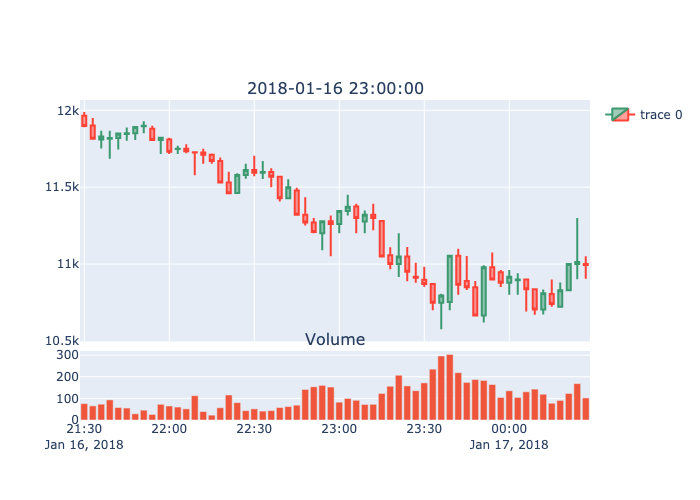 2018-01-16 23:00:00
12k
trace 0
11.5k
11k
10.5k
Volume
300
200
100
0
21:30 22:00 22:30 23:00 23:30 00:00
Jan 16, 2018 Jan 17, 2018